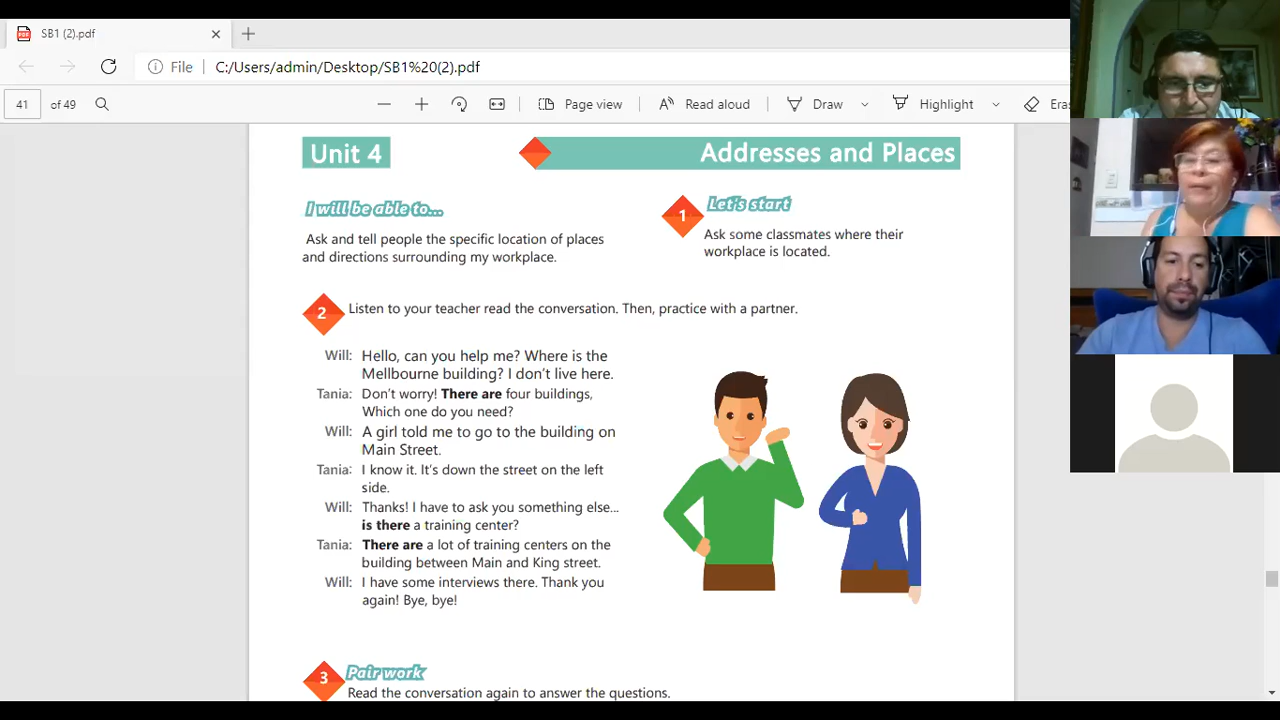 SB1 (2).pdf
File
C:/Users/admin/Desktop/SB1%20(2).pdf
41 of 49
Page view
Read aloud
Draw
Highlight
Unit 4
Addresses and Places
I will be able to...
Ask and tell people the specific location of places
and directions surrounding my workplace.
1
Let's start
Ask some classmates where their
workplace is located.
2
Listen to your teacher read the conversation. Then, practice with a partner.
Will: Hello, can you help me? Where is the
Mellbourne building? I don't live here.
Tania: Don't worry! There are four buildings,
Which one do you need?
Will: A girl told me to go to the building on
Main Street.
Tania: I know it. It's down the street on the left
side.
Will: Thanks! I have to ask you something else...
is there a training center?
Tania: There are a lot of training centers on the
building between Main and King street.
Will: I have some interviews there. Thank you
again! Bye, bye!
3
Pair work
Read the conversation again to answer the questions.